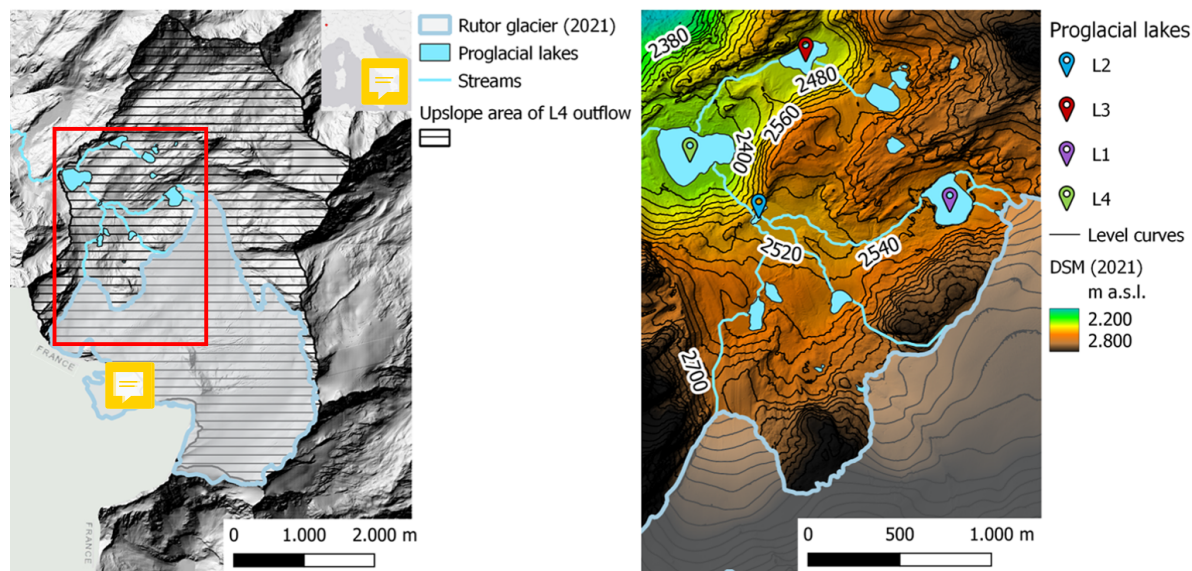 Rutor glacier (2021)
Proglacial lakes
Streams
Upslope area of L4 outflow
FRANCE
FRANCE
0 1.000 2.000 m
2380
2480
2560
2400
2520
2540
2700
0 500 1.000 m
Proglacial lakes
L2
L3
L1
L4
Level curves
DSM (2021)
m a.s.l.
2.200
2.800